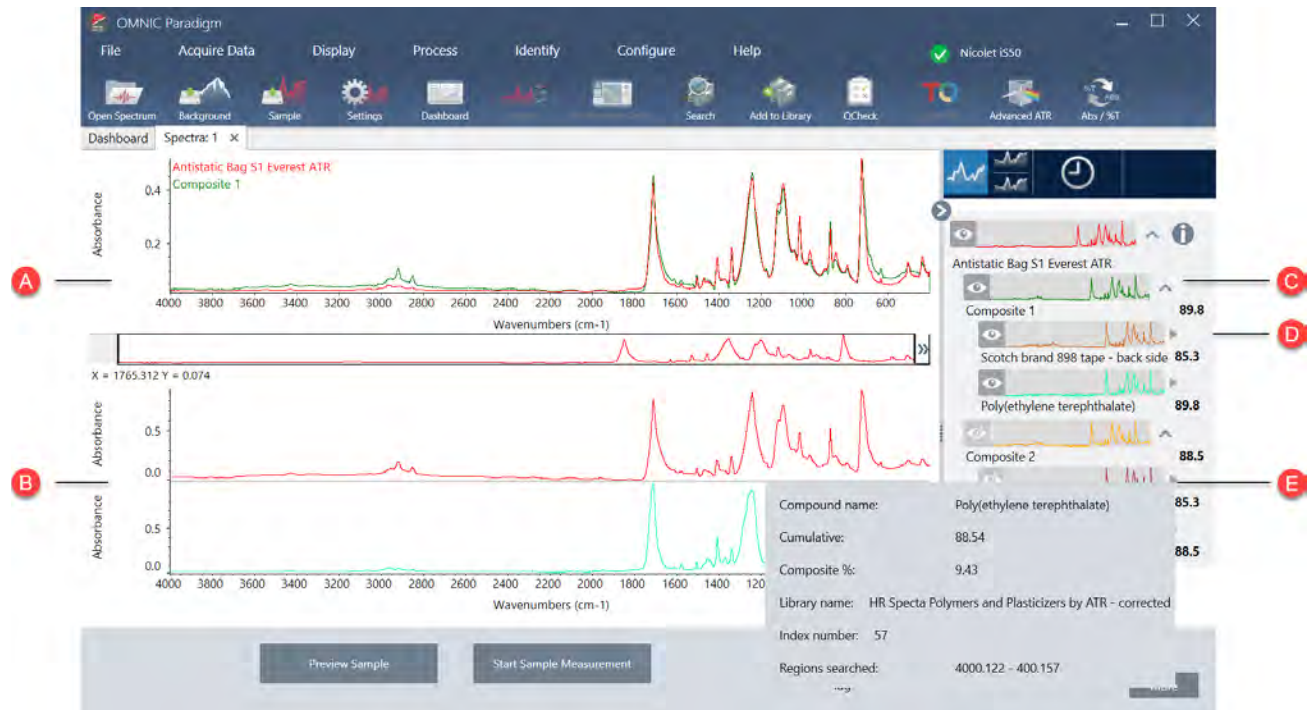 OMNIC Paradigm
File Acquire Data Display Process Identify Configure Help Nicolet iS50
Open Spectrum Background Sample Settings Dashboard Search Add to Library QCheck TQ Advanced ATR Abs / %T
Dashboard Spectra: 1 ×
Antistatic Bag S1 Everest ATR
Composite 1
Absorbance
0.4
0.2
4000 3800 3600 3400 3200 3000 2800 2600 2400 2200 2000 1800 1600 1400 1200 1000 800 600
Wavenumbers (cm-1)
X = 1765.312 Y = 0.074
Absorbance
0.5
0.0
Absorbance
0.5
0.0
4000 3800 3600 3400 3200 3000 2800 2600 2400 2200 2000 1800 1600 1400 120
Wavenumbers (cm-1)
Antistatic Bag S1 Everest ATR
Composite 1 89.8
Scotch brand 898 tape - back side 85.3
Poly(ethylene terephthalate) 89.8
Composite 2 88.5
85.3
88.5
Compound name: Poly(ethylene terephthalate)
Cumulative: 88.54
Composite %: 9.43
Library name: HR Specta Polymers and Plasticizers by ATR - corrected
Index number: 57
Regions searched: 4000.122 - 400.157
Preview Sample Start Sample Measurement
A
B
C
D
E